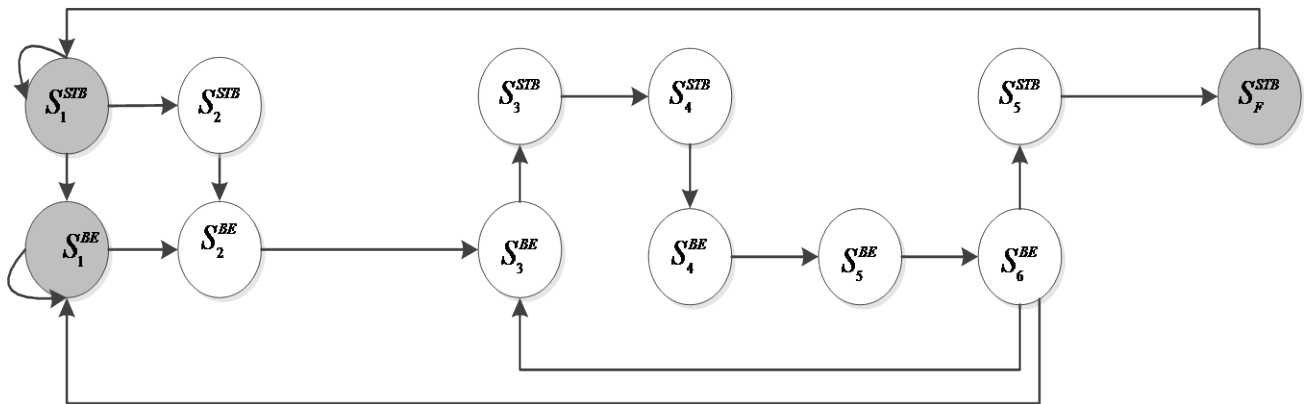 S_1^{STB}
S_2^{STB}
S_3^{STB}
S_4^{STB}
S_5^{STB}
S_F^{STB}
S_1^{BE}
S_2^{BE}
S_3^{BE}
S_4^{BE}
S_5^{BE}
S_6^{BE}